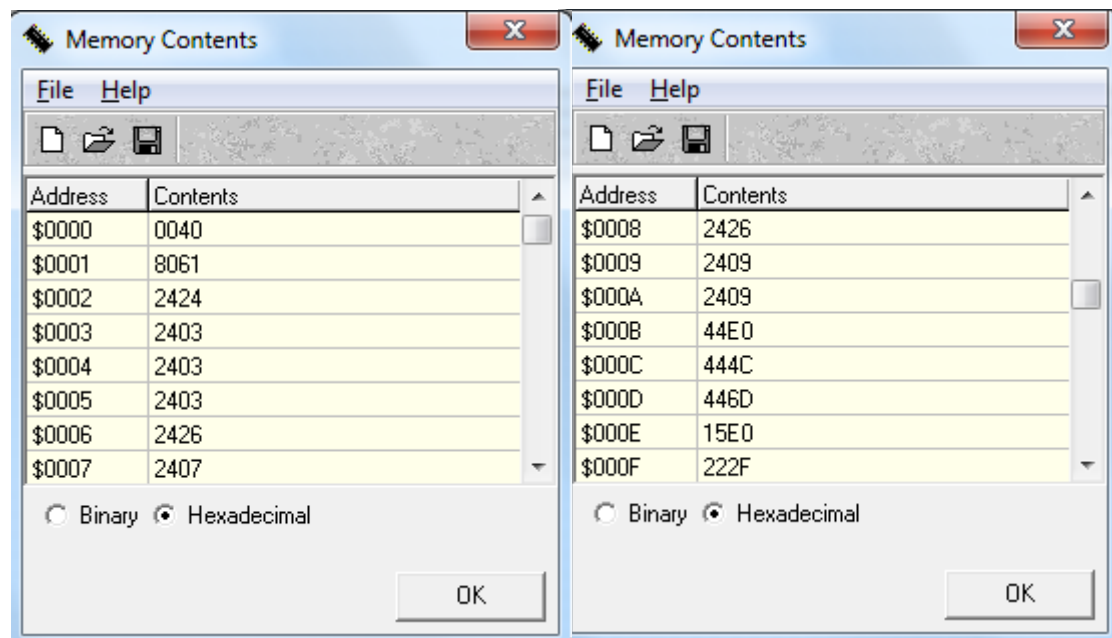 Memory Contents
File Help
Address Contents
$0000 0040
$0001 8061
$0002 2424
$0003 2403
$0004 2403
$0005 2403
$0006 2426
$0007 2407
Binary Hexadecimal
OK
Memory Contents
File Help
Address Contents
$0008 2426
$0009 2409
$000A 2409
$000B 44E0
$000C 444C
$000D 446D
$000E 15E0
$000F 222F
Binary Hexadecimal
OK